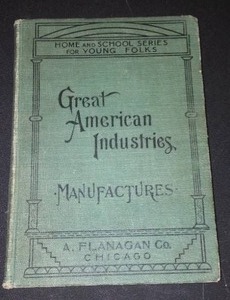 HOME AND SCHOOL SERIES
FOR YOUNG FOLKS
Great
American
Industries.
·MANUFACTURES·
A. FLANAGAN CO.
CHICAGO